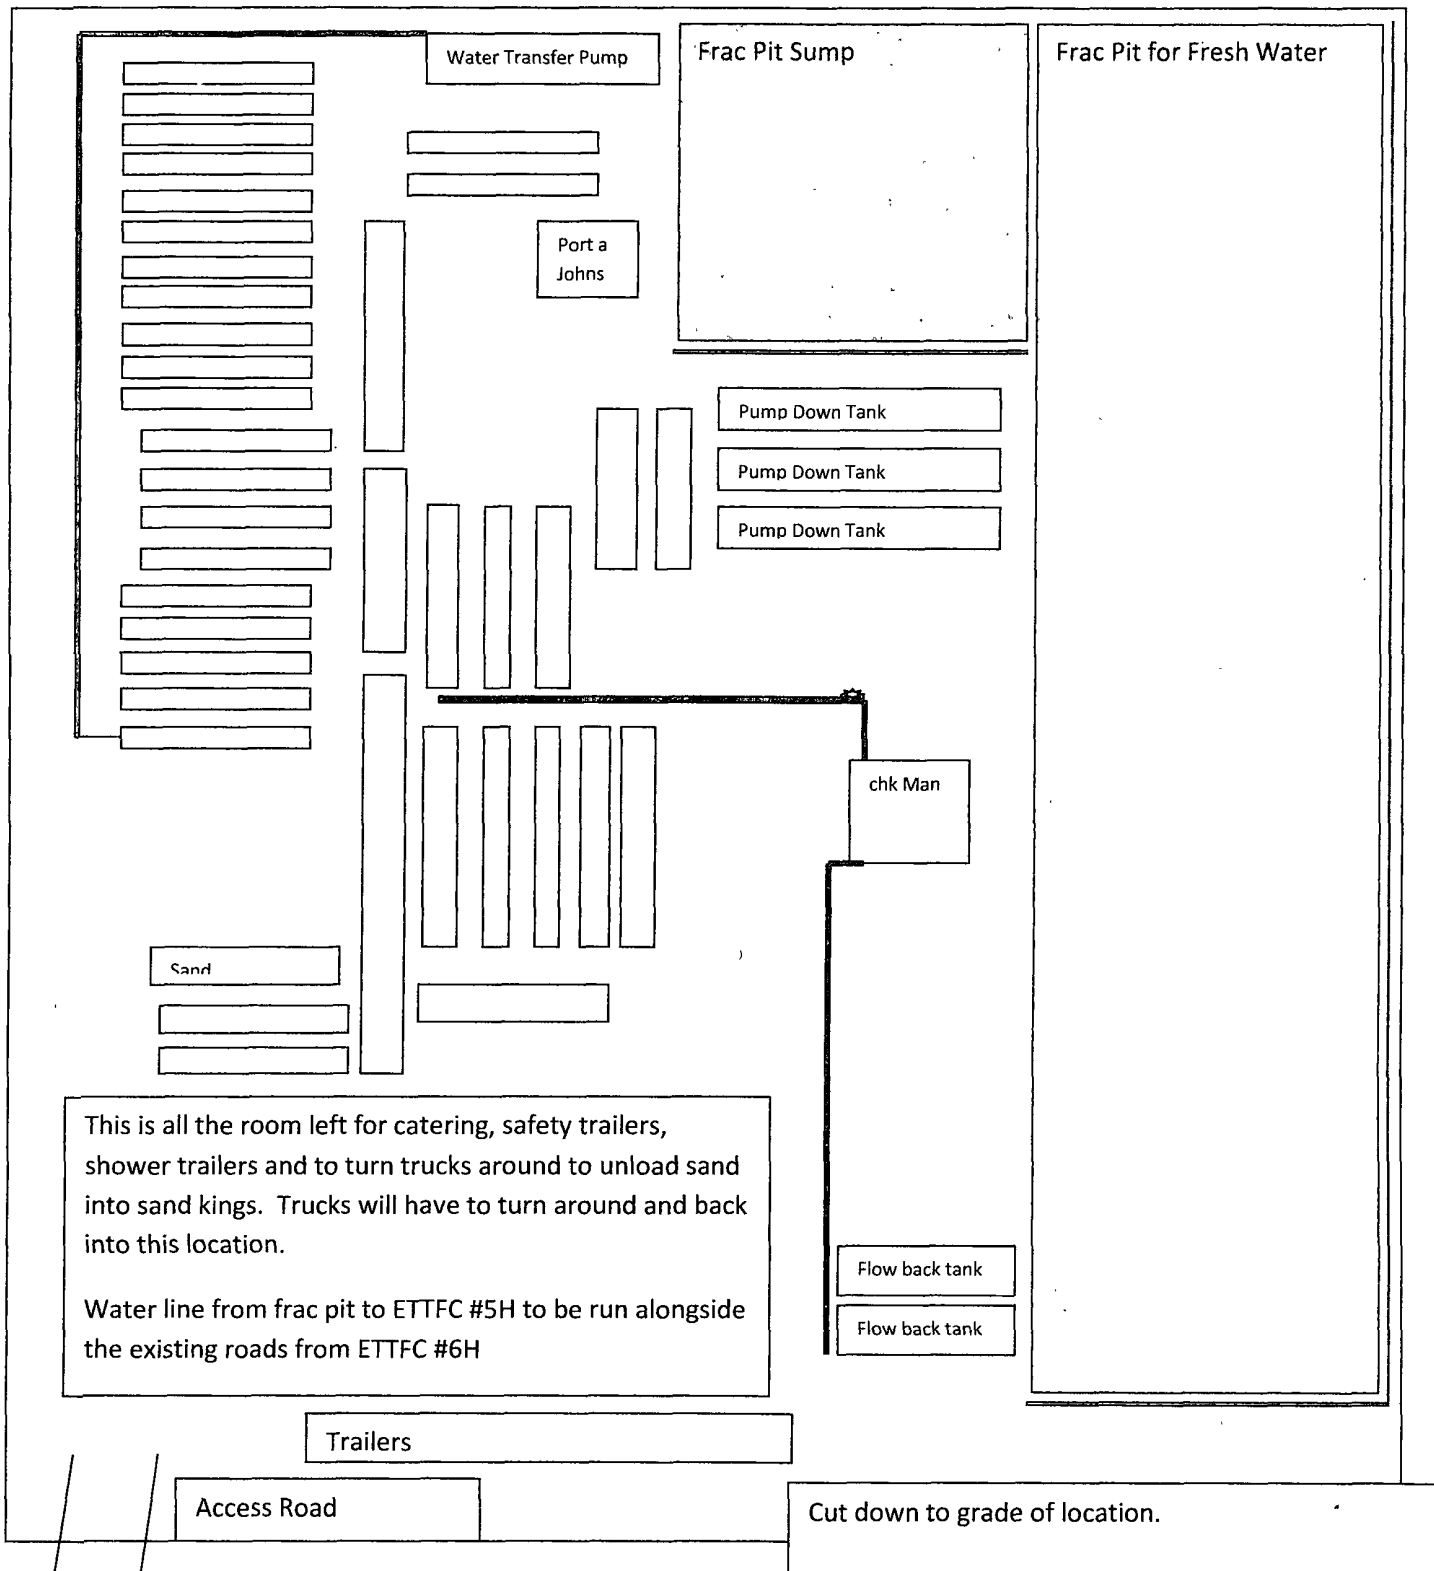 Water Transfer Pump
Frac Pit Sump
Frac Pit for Fresh Water
Port a
Johns
Pump Down Tank
Pump Down Tank
Pump Down Tank
chk Man
Sand
This is all the room left for catering, safety trailers,
shower trailers and to turn trucks around to unload sand
into sand kings. Trucks will have to turn around and back
into this location.
Water line from frac pit to ETTFC #5H to be run alongside
the existing roads from ETTFC #6H
Flow back tank
Flow back tank
Trailers
Access Road
Cut down to grade of location.